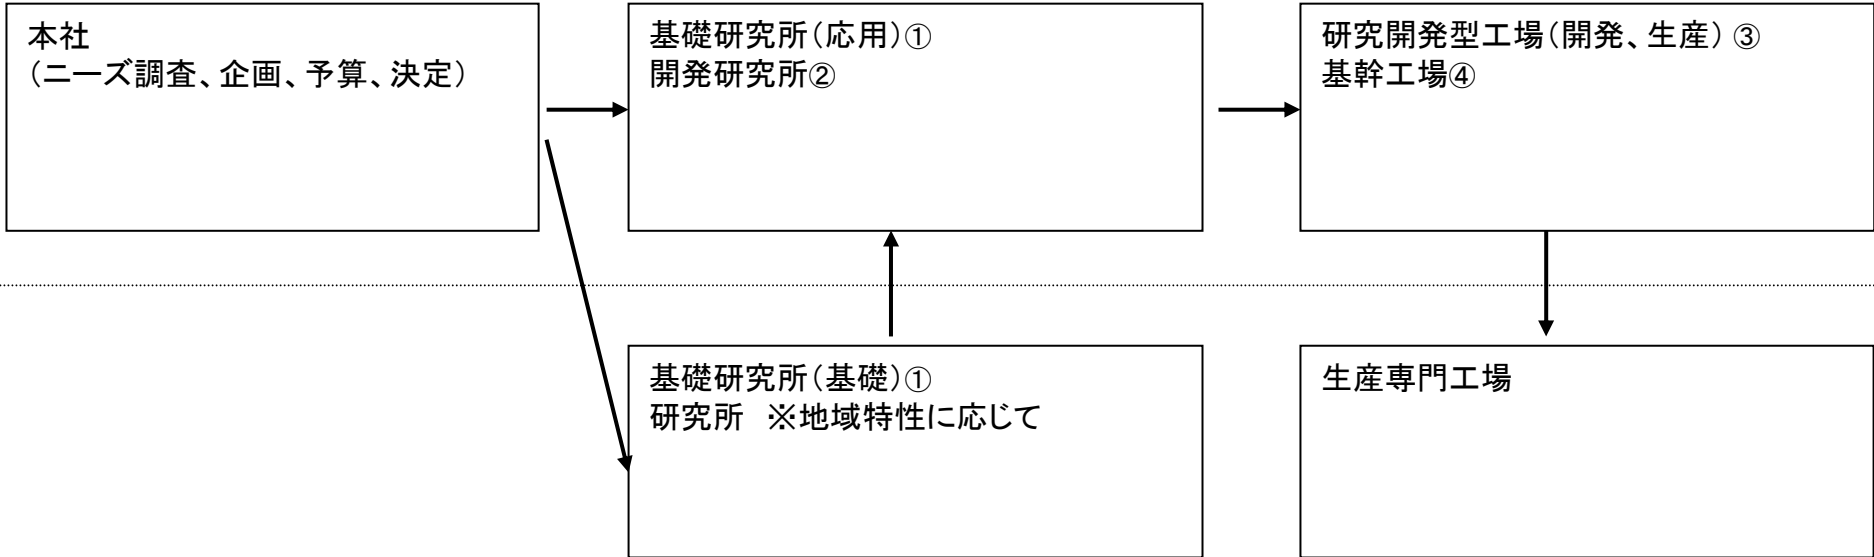 本社
(ニーズ調査、企画、予算、決定)
基礎研究所(応用)①
開発研究所②
研究開発型工場(開発、生産) ③
基幹工場④
基礎研究所(基礎)①
研究所 ※地域特性に応じて
生産専門工場